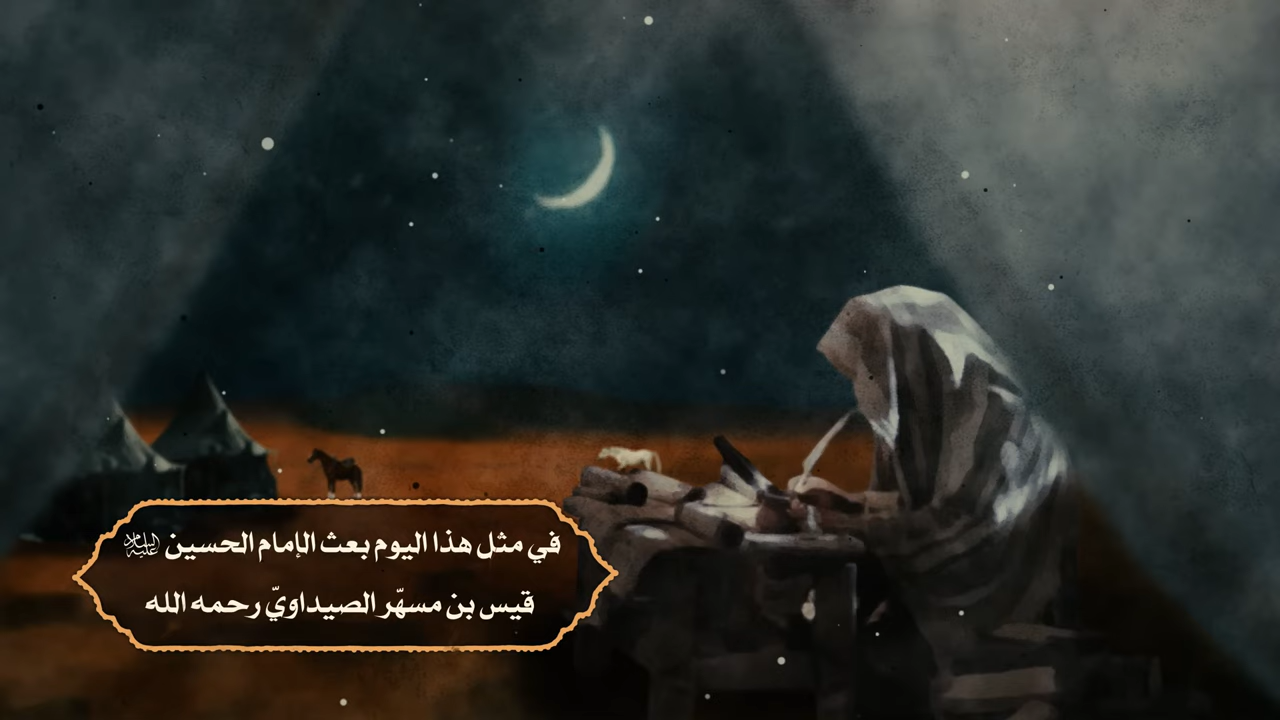 في مثل هذا اليوم بعث الإمام الحسين عليه السلام
قيس بن مسهّر الصيداويّ رحمه الله